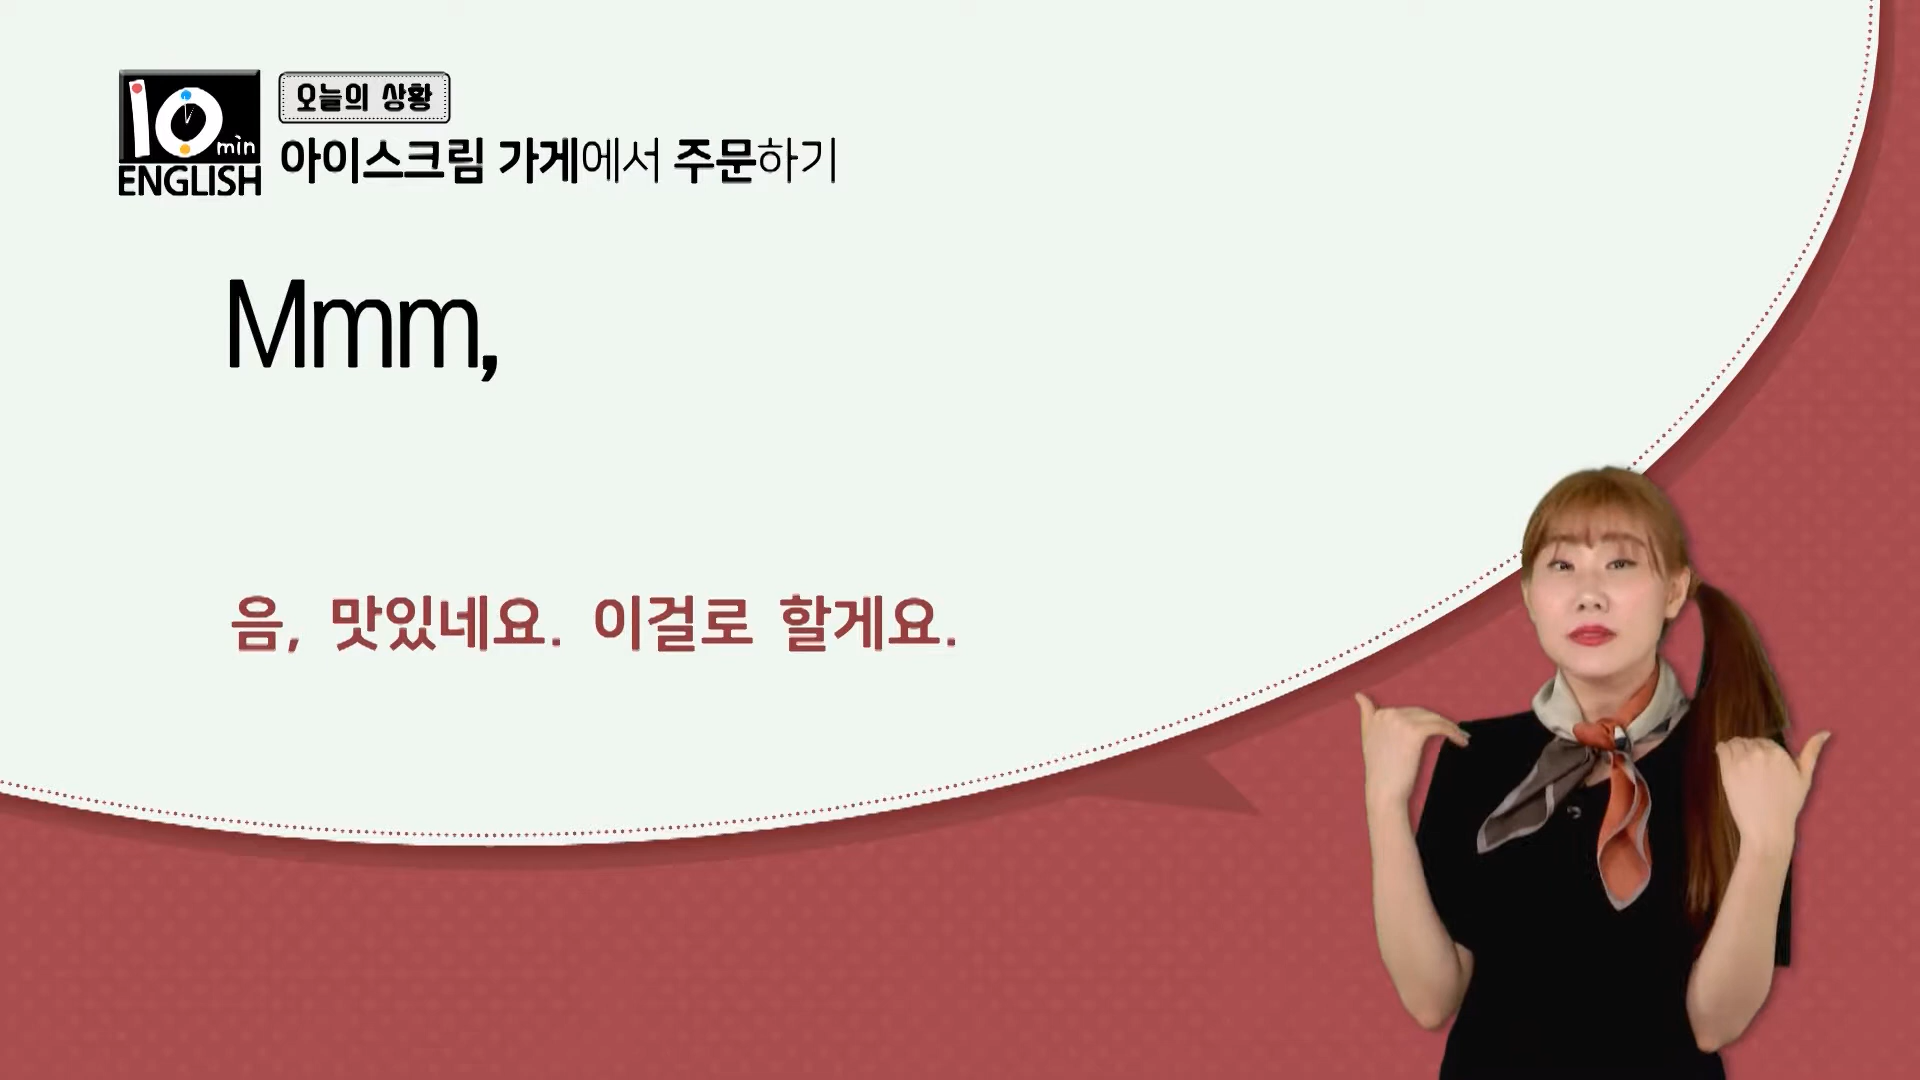 10 min
ENGLISH
오늘의 상황
아이스크림 가게에서 주문하기
Mmm,
음, 맛있네요. 이걸로 할게요.